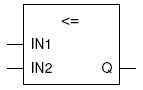 <=
IN1
IN2 Q